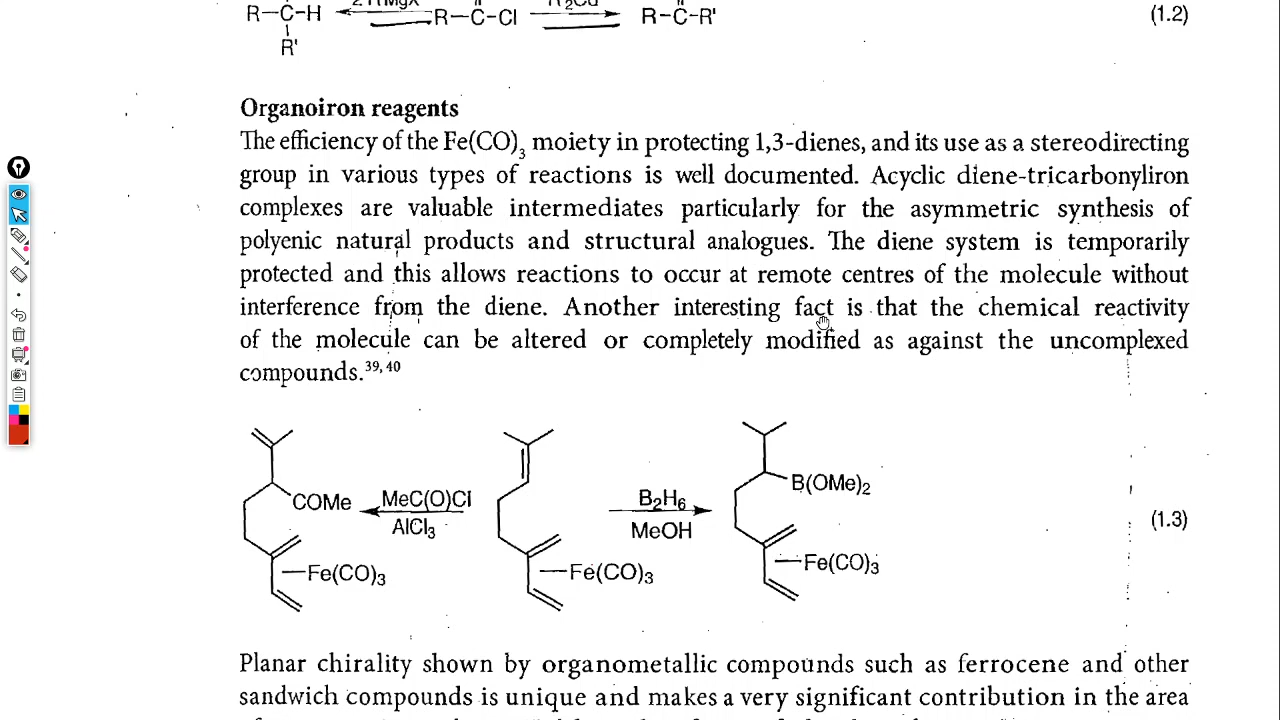 R–C–H R–C–Cl R–C–R' (1.2)
R'
Organoiron reagents
The efficiency of the Fe(CO)₃ moiety in protecting 1,3-dienes, and its use as a stereodirecting
group in various types of reactions is well documented. Acyclic diene-tricarbonyliron
complexes are valuable intermediates particularly for the asymmetric synthesis of
polyenic natural products and structural analogues. The diene system is temporarily
protected and this allows reactions to occur at remote centres of the molecule without
interference from the diene. Another interesting fact is that the chemical reactivity
of the molecule can be altered or completely modified as against the uncomplexed
compounds.³⁹,⁴⁰
B(OMe)₂
COMe MeC(O)Cl B₂H₆
AlCl₃ MeOH (1.3)
Fe(CO)₃ Fe(CO)₃ Fe(CO)₃
Planar chirality shown by organometallic compounds such as ferrocene and other
sandwich compounds is unique and makes a very significant contribution in the area